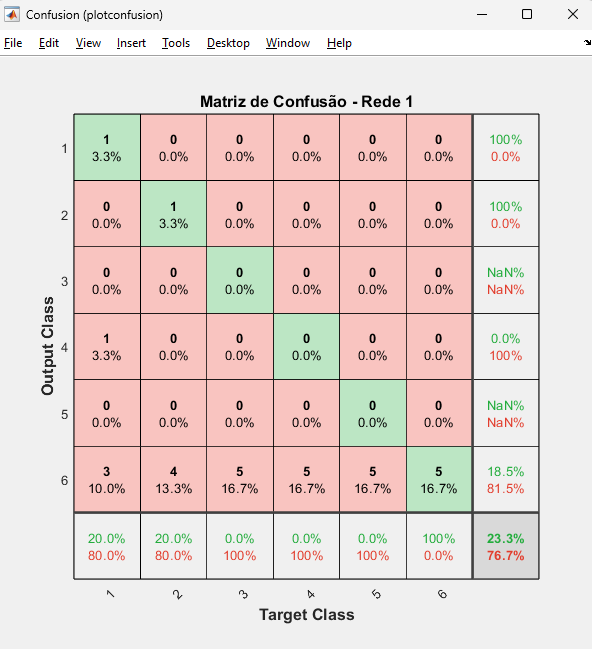 Confusion (plotconfusion)
File Edit View Insert Tools Desktop Window Help
Matriz de Confusão - Rede 1
1 0 0 0 0 0 100%
1 3.3% 0.0% 0.0% 0.0% 0.0% 0.0% 0.0%
0 1 0 0 0 0 100%
2 0.0% 3.3% 0.0% 0.0% 0.0% 0.0% 0.0%
0 0 0 0 0 0 NaN%
3 0.0% 0.0% 0.0% 0.0% 0.0% 0.0% NaN%
1 0 0 0 0 0 0.0%
4 3.3% 0.0% 0.0% 0.0% 0.0% 0.0% 100%
0 0 0 0 0 0 NaN%
5 0.0% 0.0% 0.0% 0.0% 0.0% 0.0% NaN%
3 4 5 5 5 5 18.5%
6 10.0% 13.3% 16.7% 16.7% 16.7% 16.7% 81.5%
20.0% 20.0% 0.0% 0.0% 0.0% 100% 23.3%
80.0% 80.0% 100% 100% 100% 0.0% 76.7%
1 2 3 4 5 6
Target Class
Output Class